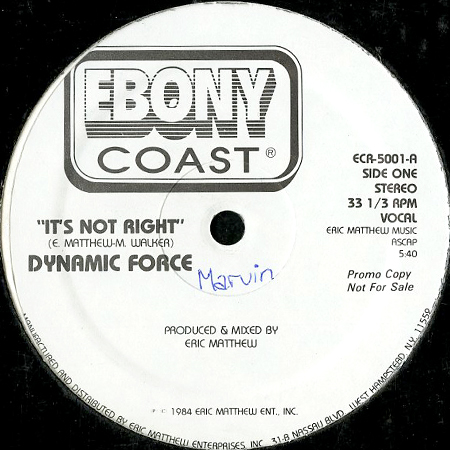 EBONY
COAST®
ECR-5001-A
SIDE ONE
STEREO
33 1/3 RPM
VOCAL
ERIC MATTHEW MUSIC
ASCAP
5:40
Promo Copy
Not For Sale
"IT'S NOT RIGHT"
(E. MATTHEW-M. WALKER)
DYNAMIC FORCE
Marvin
PRODUCED & MIXED BY
ERIC MATTHEW
℗ © 1984 ERIC MATTHEW ENT., INC.
MANUFACTURED AND DISTRIBUTED BY ERIC MATTHEW ENTERPRISES INC. 31-B NASSAU BLVD. WEST HAMPSTEAD, N.Y. 11552